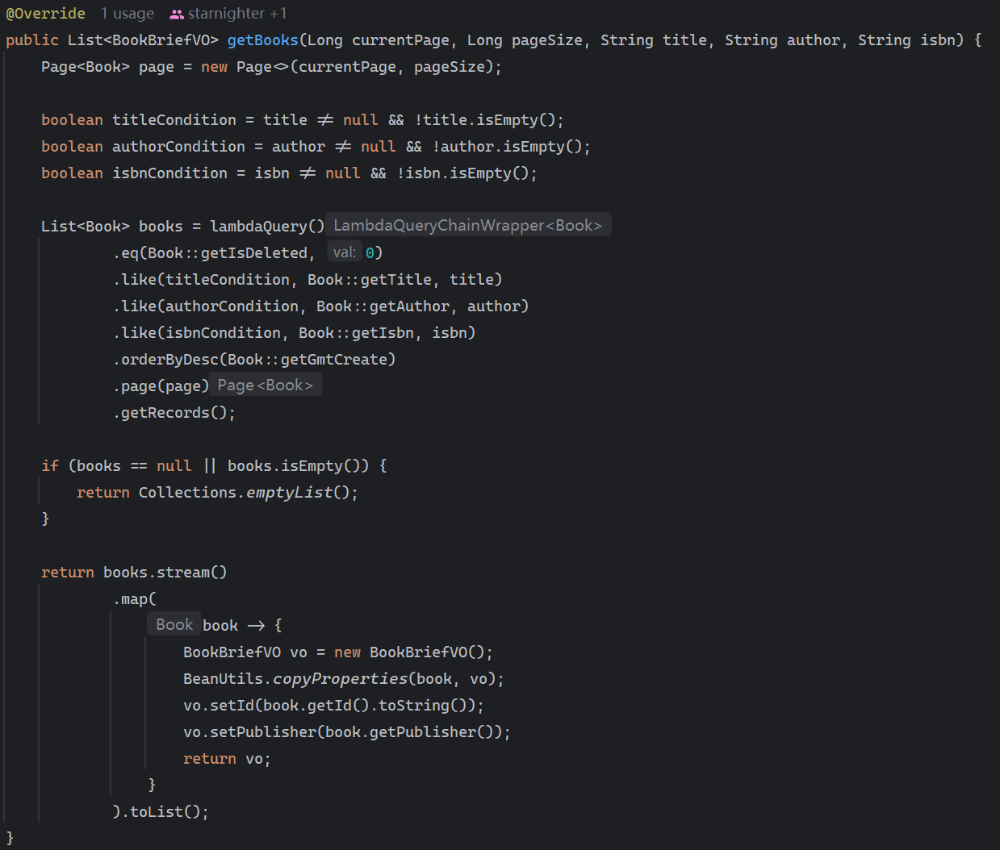 @Override 1 usage starnighter +1
public List<BookBriefVO> getBooks(Long currentPage, Long pageSize, String title, String author, String isbn) {
Page<Book> page = new Page<>(currentPage, pageSize);
boolean titleCondition = title != null && !title.isEmpty();
boolean authorCondition = author != null && !author.isEmpty();
boolean isbnCondition = isbn != null && !isbn.isEmpty();
List<Book> books = lambdaQuery() LambdaQueryChainWrapper<Book>
.eq(Book::getIsDeleted, val: 0)
.like(titleCondition, Book::getTitle, title)
.like(authorCondition, Book::getAuthor, author)
.like(isbnCondition, Book::getIsbn, isbn)
.orderByDesc(Book::getGmtCreate)
.page(page) Page<Book>
.getRecords();
if (books == null || books.isEmpty()) {
return Collections.emptyList();
}
return books.stream()
.map(
Book book -> {
BookBriefVO vo = new BookBriefVO();
BeanUtils.copyProperties(book, vo);
vo.setId(book.getId().toString());
vo.setPublisher(book.getPublisher());
return vo;
}
).toList();
}